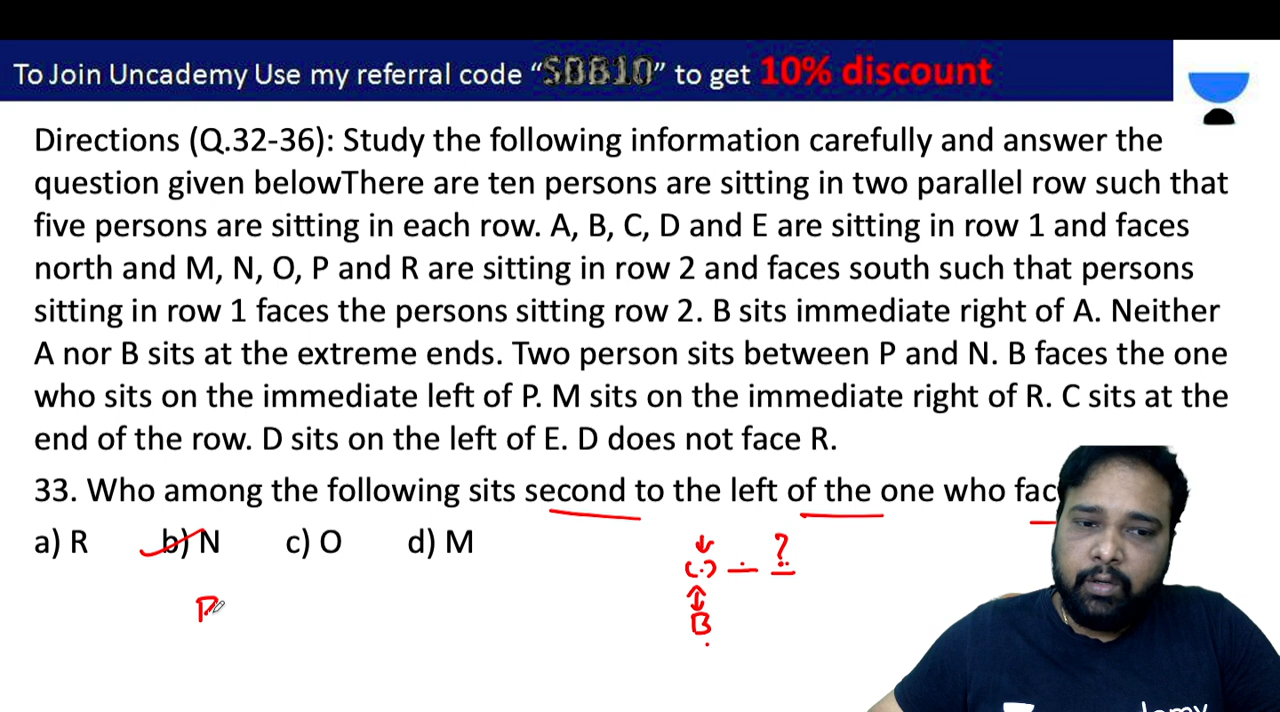 To Join Uncademy Use my referral code “SBB10” to get 10% discount
Directions (Q.32-36): Study the following information carefully and answer the
question given belowThere are ten persons are sitting in two parallel row such that
five persons are sitting in each row. A, B, C, D and E are sitting in row 1 and faces
north and M, N, O, P and R are sitting in row 2 and faces south such that persons
sitting in row 1 faces the persons sitting row 2. B sits immediate right of A. Neither
A nor B sits at the extreme ends. Two person sits between P and N. B faces the one
who sits on the immediate left of P. M sits on the immediate right of R. C sits at the
end of the row. D sits on the left of E. D does not face R.
33. Who among the following sits second to the left of the one who fac
a) R b) N c) O d) M
?
B
P